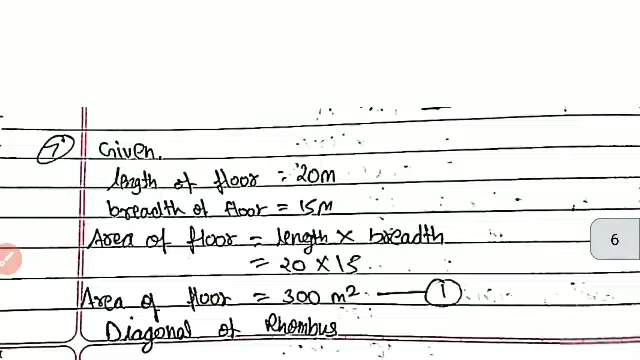 7 Given.
length of floor = 20m
breadth of floor = 15m
Area of floor = length × breadth
= 20 × 15
6
Area of floor = 300 m² — 1
Diagonal of Rhombus